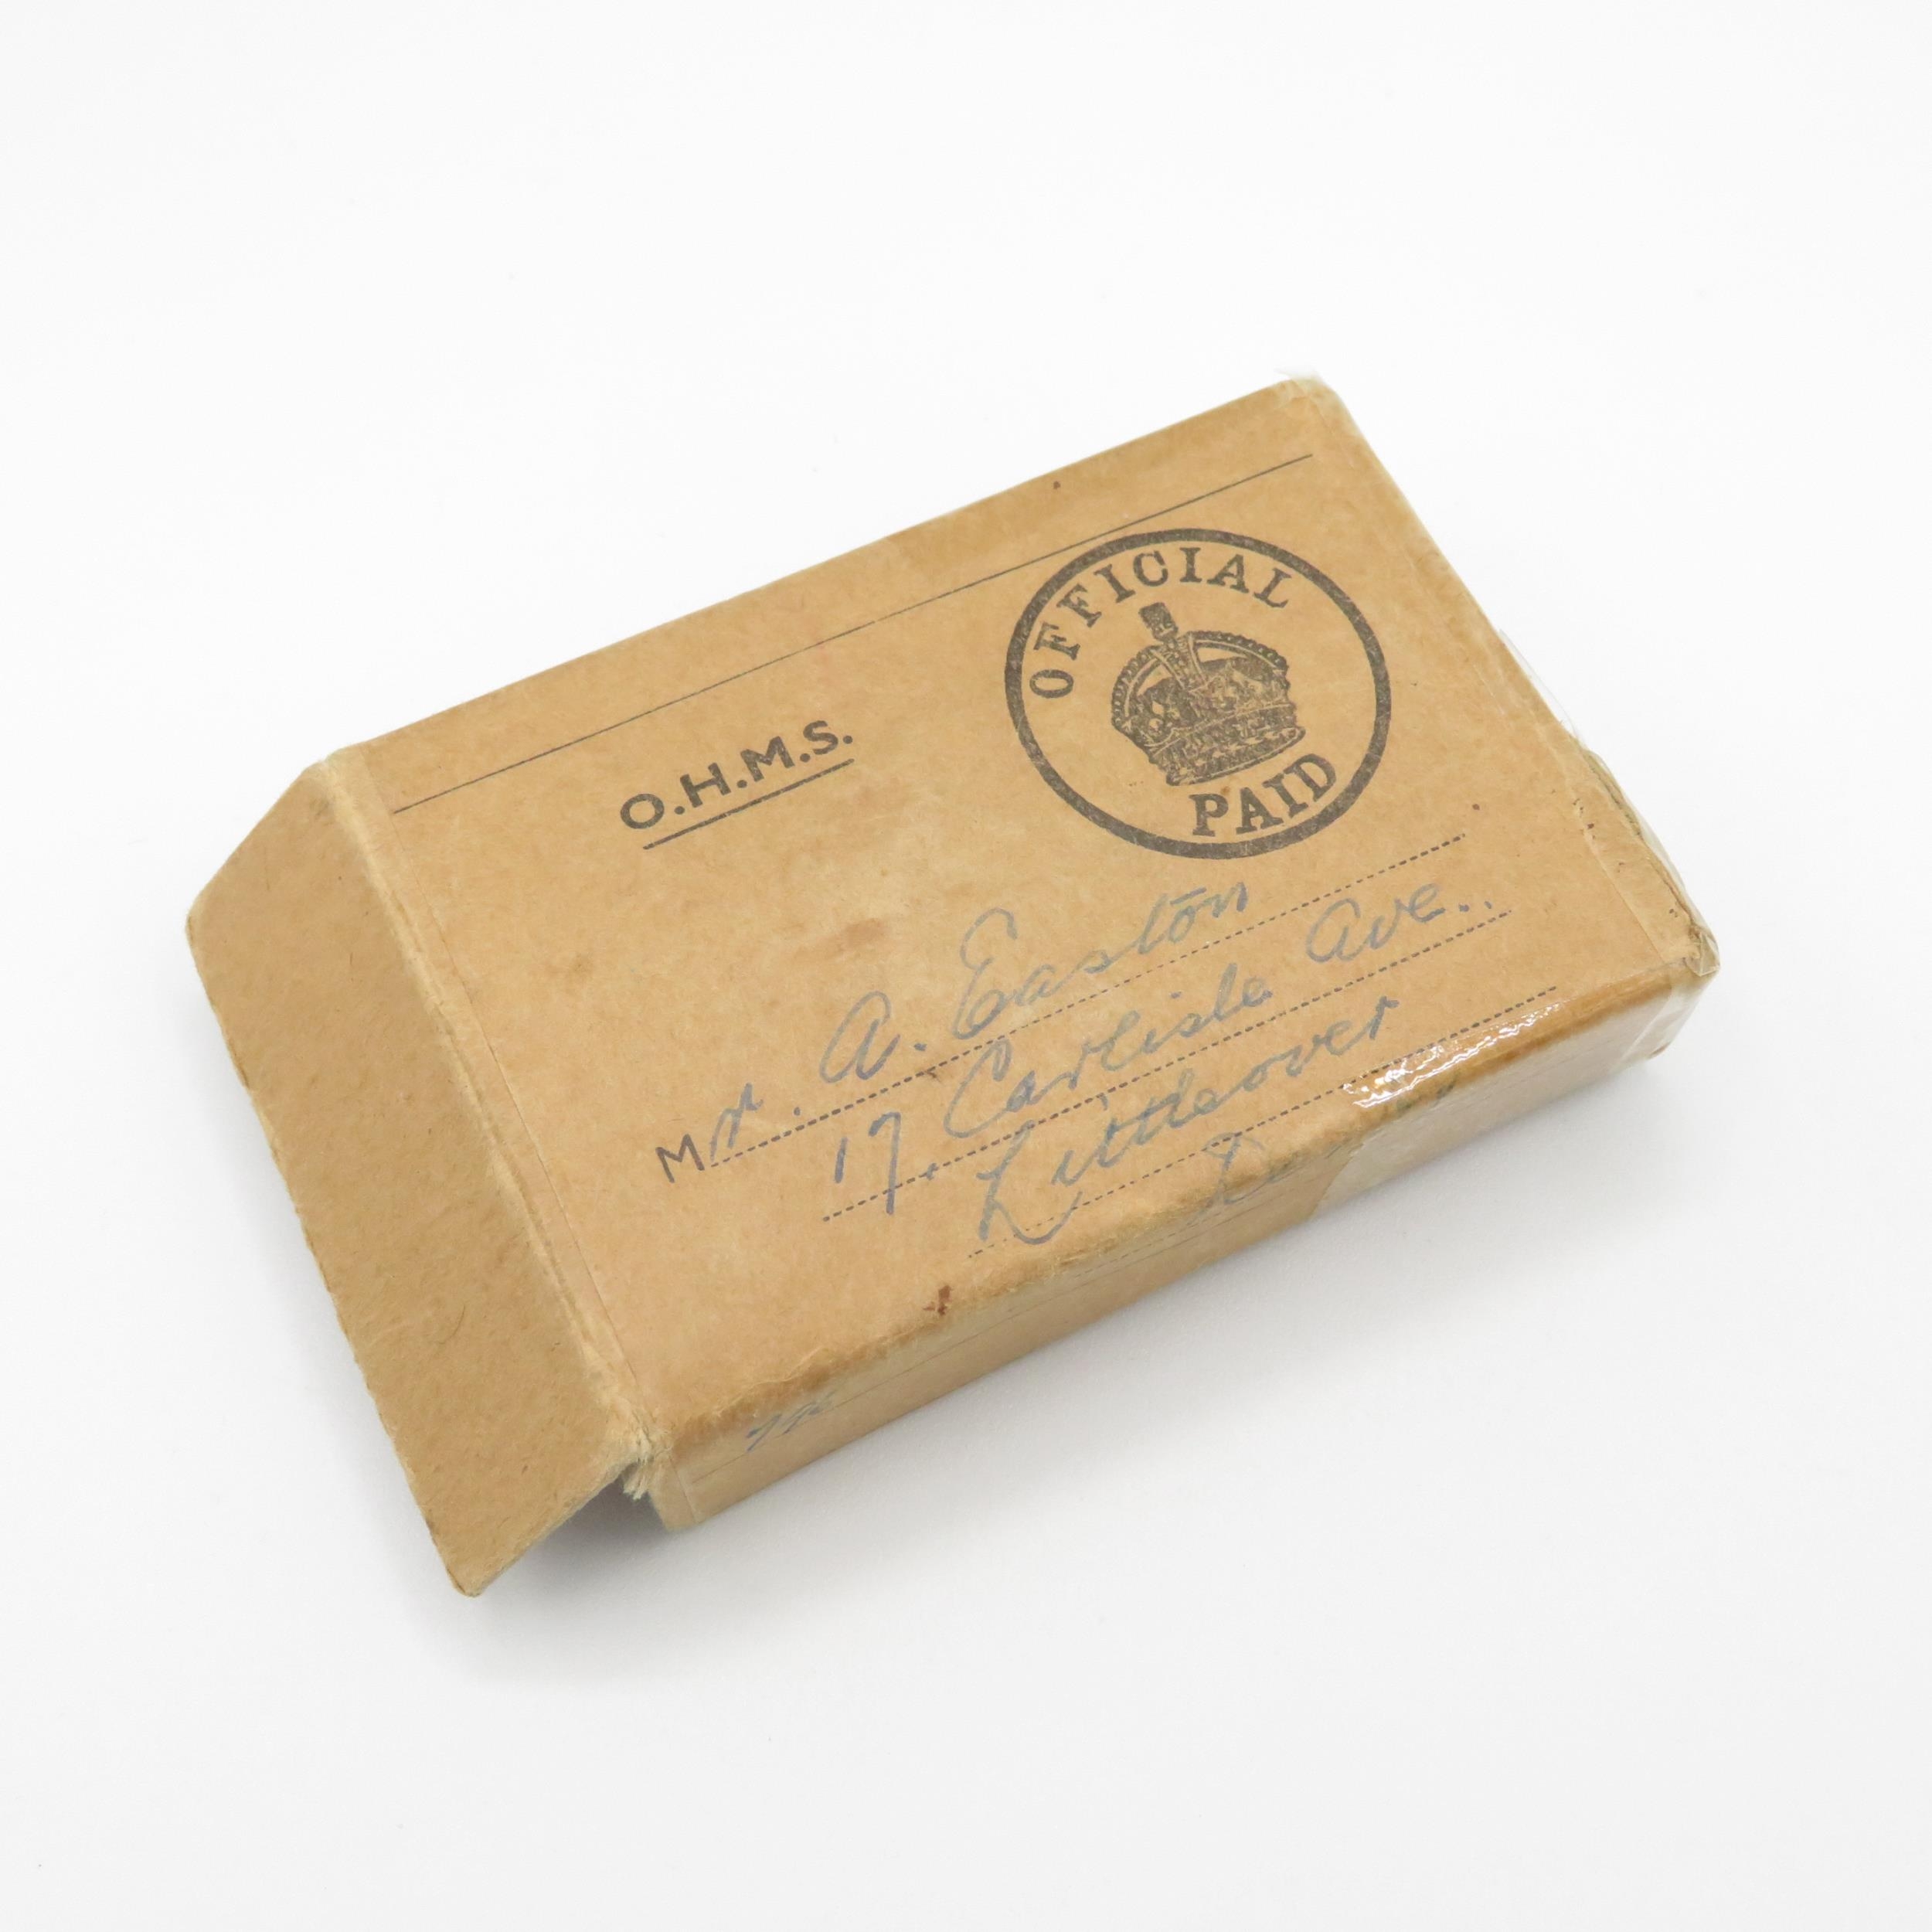 O.H.M.S.
OFFICIAL
PAID
Mr. A. Easton
17. Carlisle Ave..
Littleover